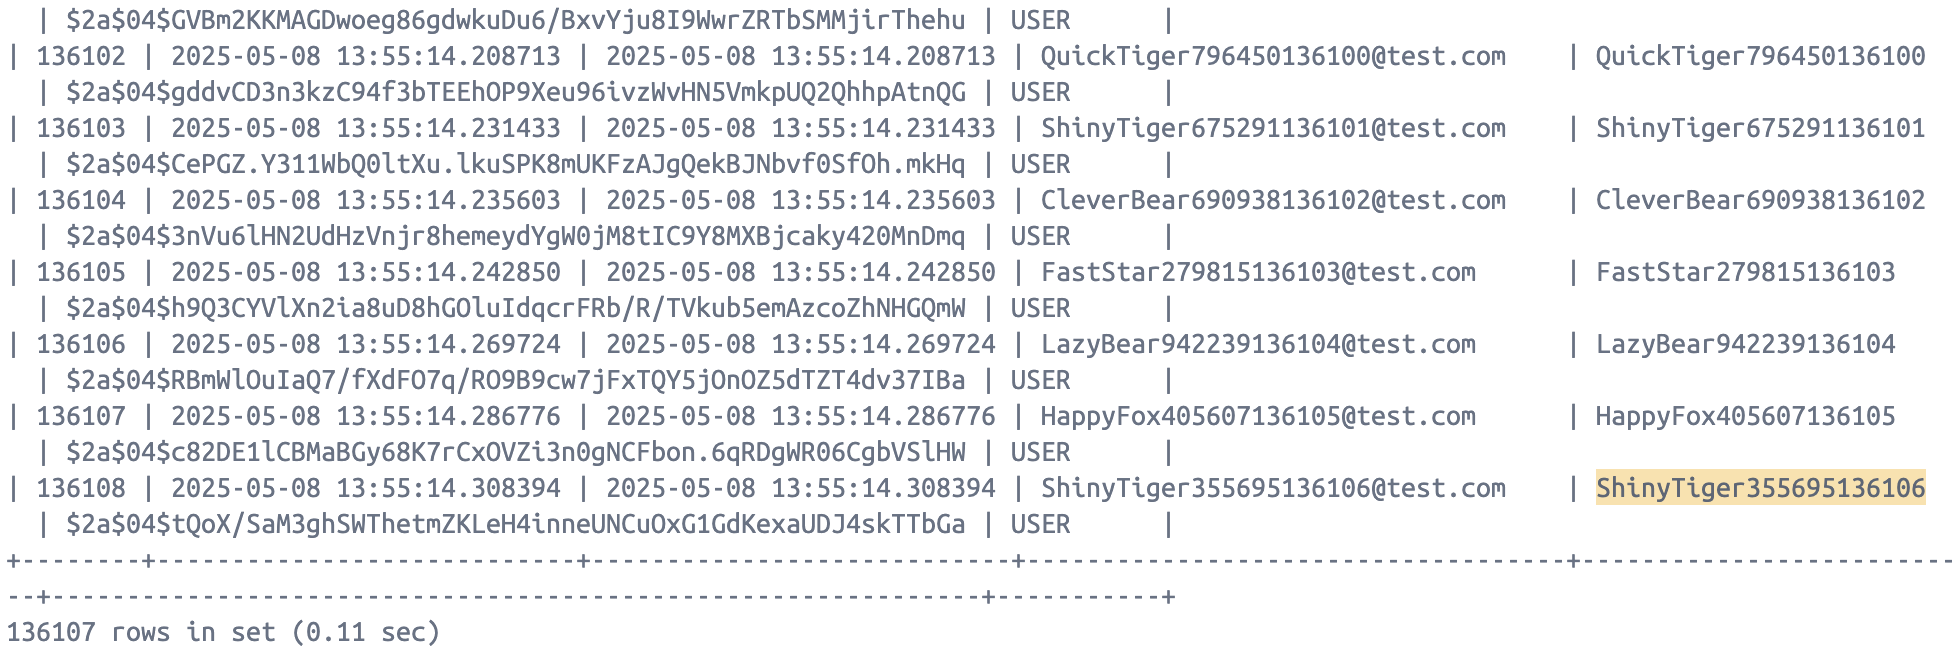 | $2a$04$GVBm2KKMAGDwoeg86gdwkuDu6/BxvYju8I9WwrZRTbSMMjirThehu | USER      |
| 136102 | 2025-05-08 13:55:14.208713 | 2025-05-08 13:55:14.208713 | QuickTiger796450136100@test.com    | QuickTiger796450136100
| $2a$04$gddvCD3n3kzC94f3bTEEhOP9Xeu96ivzWvHN5VmkpUQ2QhhpAtnQG | USER      |
| 136103 | 2025-05-08 13:55:14.231433 | 2025-05-08 13:55:14.231433 | ShinyTiger675291136101@test.com    | ShinyTiger675291136101
| $2a$04$CePGZ.Y311WbQ0ltXu.lkuSPK8mUKFzAJgQekBJNbvf0SfOh.mkHq | USER      |
| 136104 | 2025-05-08 13:55:14.235603 | 2025-05-08 13:55:14.235603 | CleverBear690938136102@test.com    | CleverBear690938136102
| $2a$04$3nVu6lHN2UdHzVnjr8hemeydYgW0jM8tIC9Y8MXBjcaky420MnDmq | USER      |
| 136105 | 2025-05-08 13:55:14.242850 | 2025-05-08 13:55:14.242850 | FastStar279815136103@test.com      | FastStar279815136103
| $2a$04$h9Q3CYVlXn2ia8uD8hGOluIdqcrFRb/R/TVkub5emAzcoZhNHGQmW | USER      |
| 136106 | 2025-05-08 13:55:14.269724 | 2025-05-08 13:55:14.269724 | LazyBear942239136104@test.com      | LazyBear942239136104
| $2a$04$RBmWlOuIaQ7/fXdFO7q/RO9B9cw7jFxTQY5jOnOZ5dTZT4dv37IBa | USER      |
| 136107 | 2025-05-08 13:55:14.286776 | 2025-05-08 13:55:14.286776 | HappyFox405607136105@test.com      | HappyFox405607136105
| $2a$04$c82DE1lCBMaBGy68K7rCxOVZi3n0gNCFbon.6qRDgWR06CgbVSlHW | USER      |
| 136108 | 2025-05-08 13:55:14.308394 | 2025-05-08 13:55:14.308394 | ShinyTiger355695136106@test.com    | ShinyTiger355695136106
| $2a$04$tQoX/SaM3ghSWThetmZKLeH4inneUNCuOxG1GdKexaUDJ4skTTbGa | USER      |
+--------+----------------------------+----------------------------+------------------------------------+-------------------------
--+--------------------------------------------------------------+-----------+
136107 rows in set (0.11 sec)